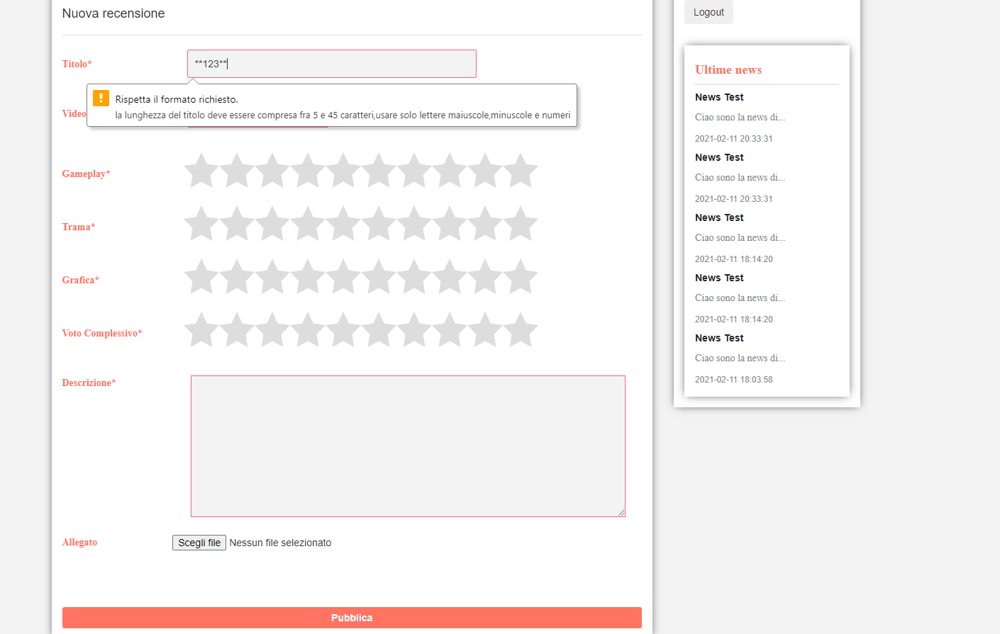 Nuova recensione
Titolo*
**123**
Rispetta il formato richiesto.
la lunghezza del titolo deve essere compresa fra 5 e 45 caratteri,usare solo lettere maiuscole,minuscole e numeri
Video
Gameplay*
Trama*
Grafica*
Voto Complessivo*
Descrizione*
Allegato
Scegli file Nessun file selezionato
Pubblica
Logout
Ultime news
News Test
Ciao sono la news di...
2021-02-11 20:33:31
News Test
Ciao sono la news di...
2021-02-11 20:33:31
News Test
Ciao sono la news di...
2021-02-11 18:14:20
News Test
Ciao sono la news di...
2021-02-11 18:14:20
News Test
Ciao sono la news di...
2021-02-11 18:03:58